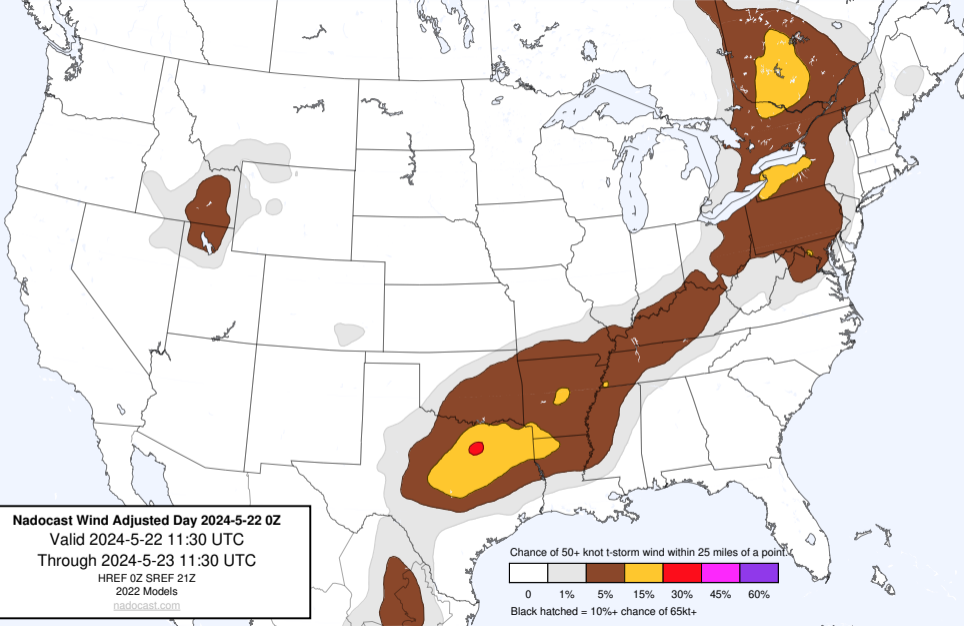 Nadocast Wind Adjusted Day 2024-5-22 0Z
Valid 2024-5-22 11:30 UTC
Through 2024-5-23 11:30 UTC
HREF 0Z SREF 21Z
2022 Models
nadocast.com
Chance of 50+ knot t-storm wind within 25 miles of a point.
0 1% 5% 15% 30% 45% 60%
Black hatched = 10%+ chance of 65kt+